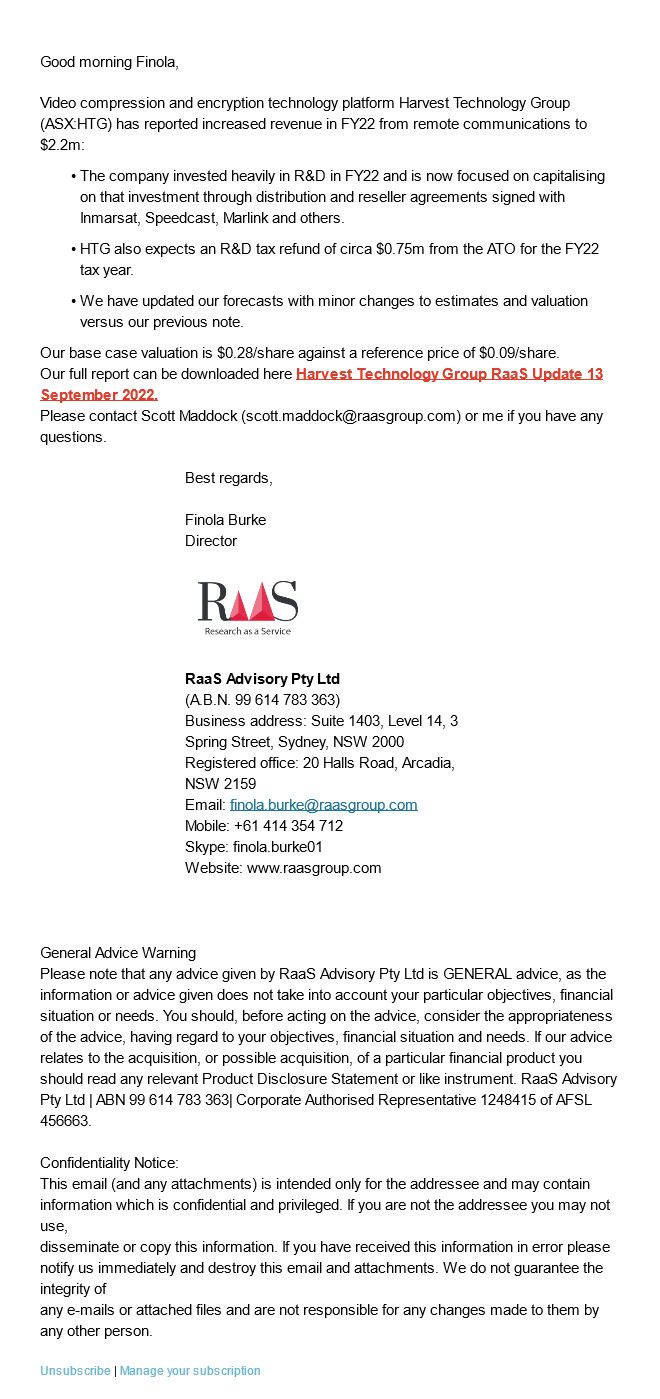 Good morning Finola,
Video compression and encryption technology platform Harvest Technology Group
(ASX:HTG) has reported increased revenue in FY22 from remote communications to
$2.2m:
• The company invested heavily in R&D in FY22 and is now focused on capitalising
on that investment through distribution and reseller agreements signed with
Inmarsat, Speedcast, Marlink and others.
• HTG also expects an R&D tax refund of circa $0.75m from the ATO for the FY22
tax year.
• We have updated our forecasts with minor changes to estimates and valuation
versus our previous note.
Our base case valuation is $0.28/share against a reference price of $0.09/share.
Our full report can be downloaded here Harvest Technology Group RaaS Update 13
September 2022.
Please contact Scott Maddock (scott.maddock@raasgroup.com) or me if you have any
questions.
Best regards,
Finola Burke
Director
RAAS
Research as a Service
RaaS Advisory Pty Ltd
(A.B.N. 99 614 783 363)
Business address: Suite 1403, Level 14, 3
Spring Street, Sydney, NSW 2000
Registered office: 20 Halls Road, Arcadia,
NSW 2159
Email: finola.burke@raasgroup.com
Mobile: +61 414 354 712
Skype: finola.burke01
Website: www.raasgroup.com
General Advice Warning
Please note that any advice given by RaaS Advisory Pty Ltd is GENERAL advice, as the
information or advice given does not take into account your particular objectives, financial
situation or needs. You should, before acting on the advice, consider the appropriateness
of the advice, having regard to your objectives, financial situation and needs. If our advice
relates to the acquisition, or possible acquisition, of a particular financial product you
should read any relevant Product Disclosure Statement or like instrument. RaaS Advisory
Pty Ltd | ABN 99 614 783 363| Corporate Authorised Representative 1248415 of AFSL
456663.
Confidentiality Notice:
This email (and any attachments) is intended only for the addressee and may contain
information which is confidential and privileged. If you are not the addressee you may not
use,
disseminate or copy this information. If you have received this information in error please
notify us immediately and destroy this email and attachments. We do not guarantee the
integrity of
any e-mails or attached files and are not responsible for any changes made to them by
any other person.
Unsubscribe | Manage your subscription